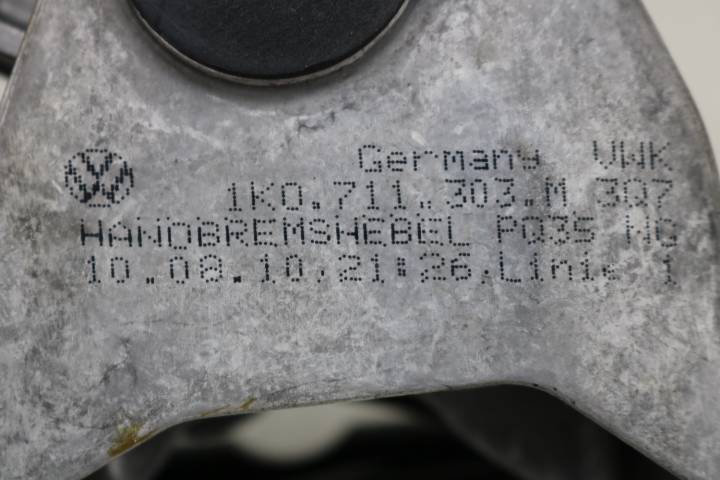 Germany VWK
1K0.711.303.M 3Q7
HANDBREMSHEBEL PQ35 NG
10.08.10.21:26.Linie 1